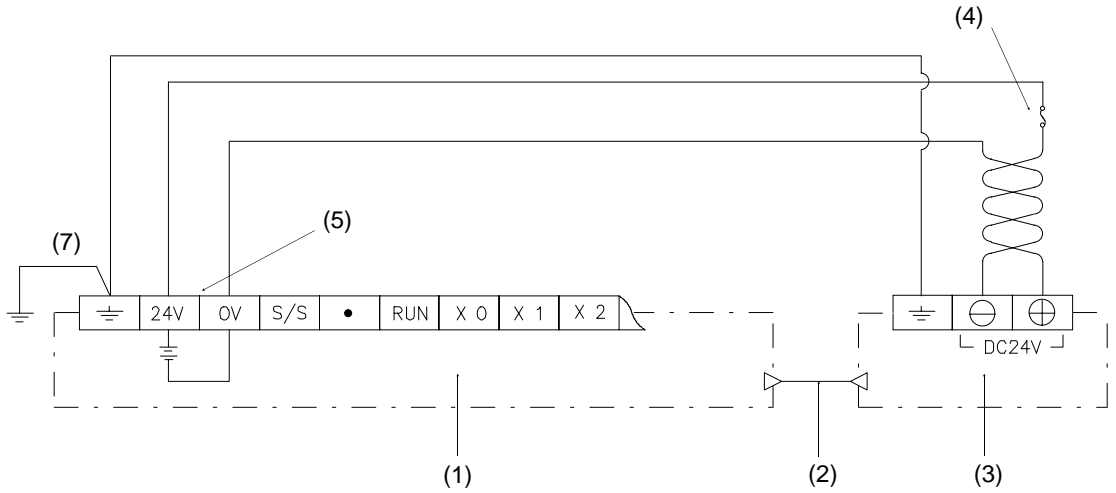 (4)
(5)
(7)
24V 0V S/S • RUN X 0 X 1 X 2
DC24V
(1) (2) (3)